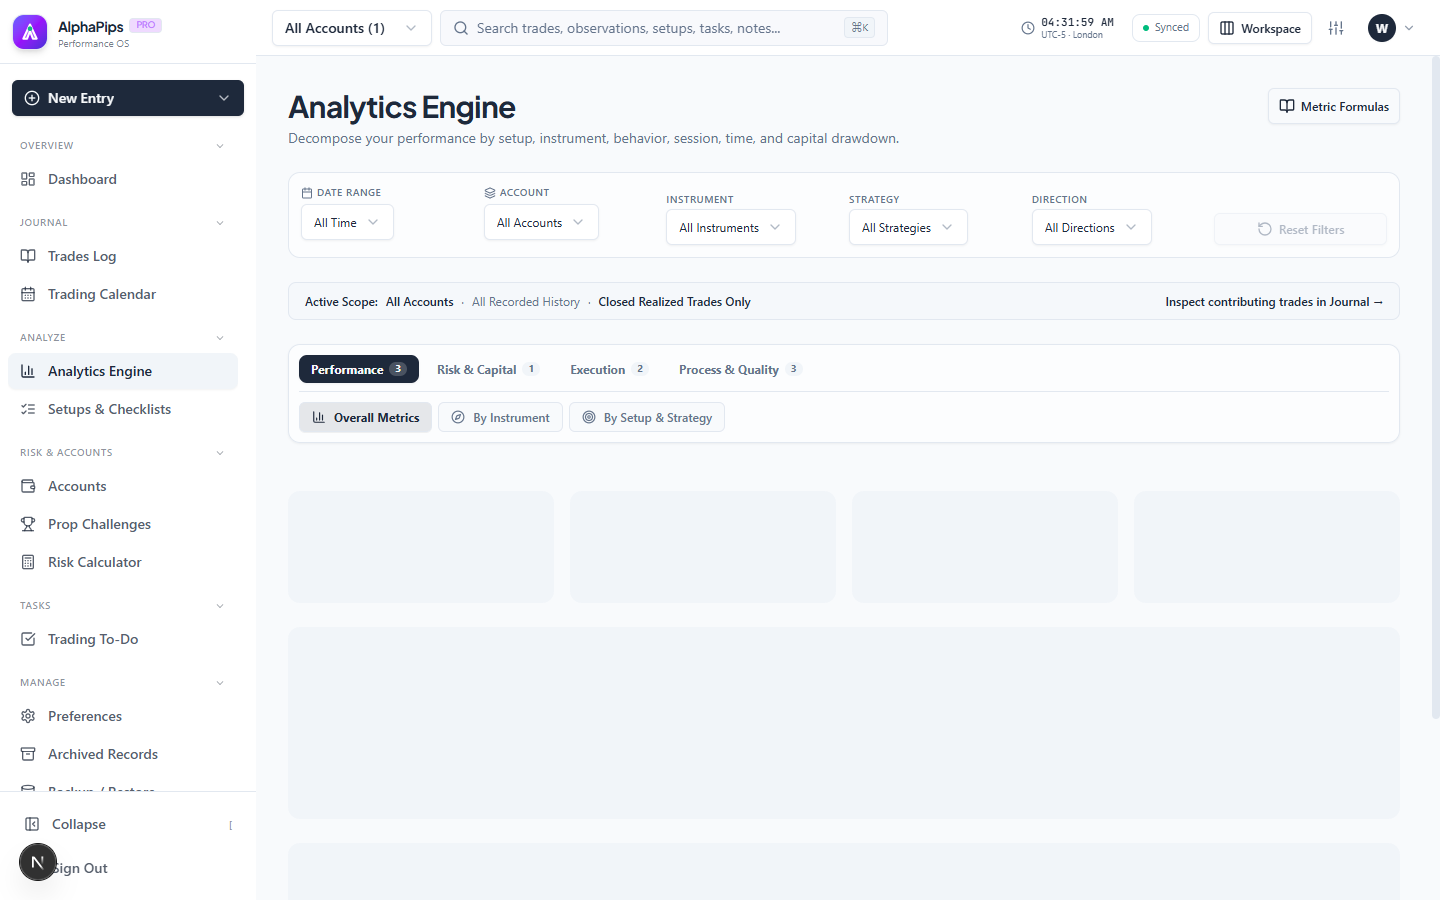 AlphaPips PRO
Performance OS
All Accounts (1)
Search trades, observations, setups, tasks, notes...
⌘K
04:31:59 AM
UTC-5 · London
Synced
Workspace
W
New Entry
OVERVIEW
Dashboard
JOURNAL
Trades Log
Trading Calendar
ANALYZE
Analytics Engine
Setups & Checklists
RISK & ACCOUNTS
Accounts
Prop Challenges
Risk Calculator
TASKS
Trading To-Do
MANAGE
Preferences
Archived Records
Backup / Restore
Collapse [
N
Sign Out
Analytics Engine
Decompose your performance by setup, instrument, behavior, session, time, and capital drawdown.
Metric Formulas
DATE RANGE
All Time
ACCOUNT
All Accounts
INSTRUMENT
All Instruments
STRATEGY
All Strategies
DIRECTION
All Directions
Reset Filters
Active Scope: All Accounts · All Recorded History · Closed Realized Trades Only
Inspect contributing trades in Journal →
Performance 3 Risk & Capital 1 Execution 2 Process & Quality 3
Overall Metrics By Instrument By Setup & Strategy